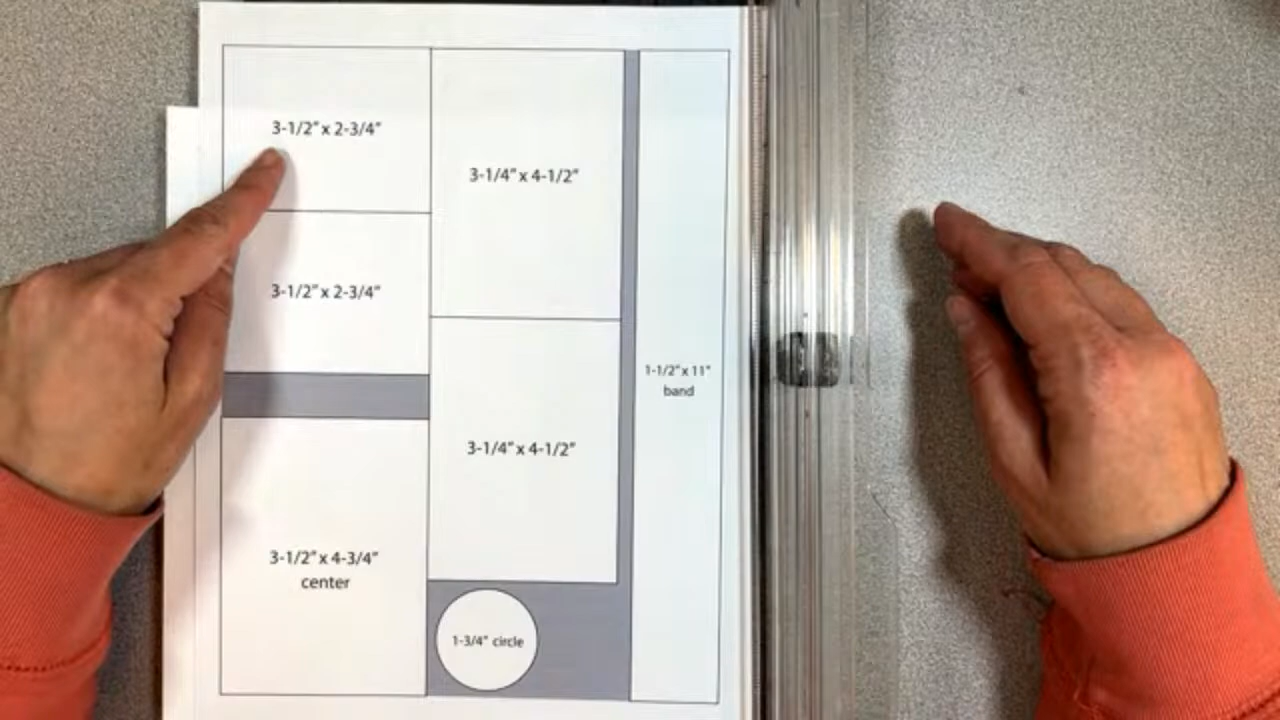 3-1/2" x 2-3/4"
3-1/4" x 4-1/2"
3-1/2" x 2-3/4"
1-1/2" x 11"
band
3-1/4" x 4-1/2"
3-1/2" x 4-3/4"
center
1-3/4" circle